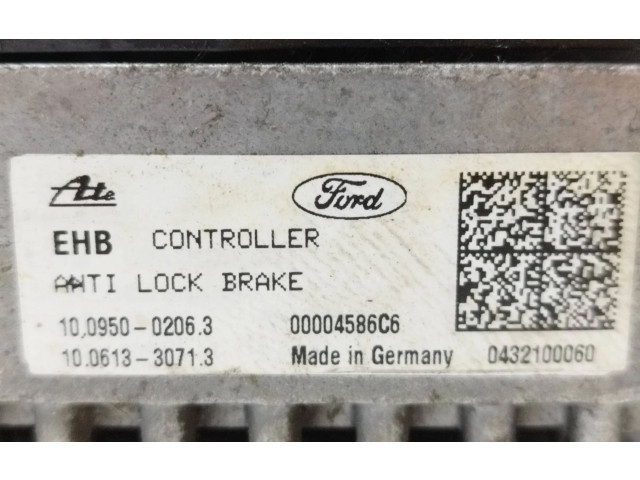 Ate Ford
EHB CONTROLLER
ANTI LOCK BRAKE
10,0950-0206.3 00004586C6
10.0613-3071.3 Made in Germany 0432100060